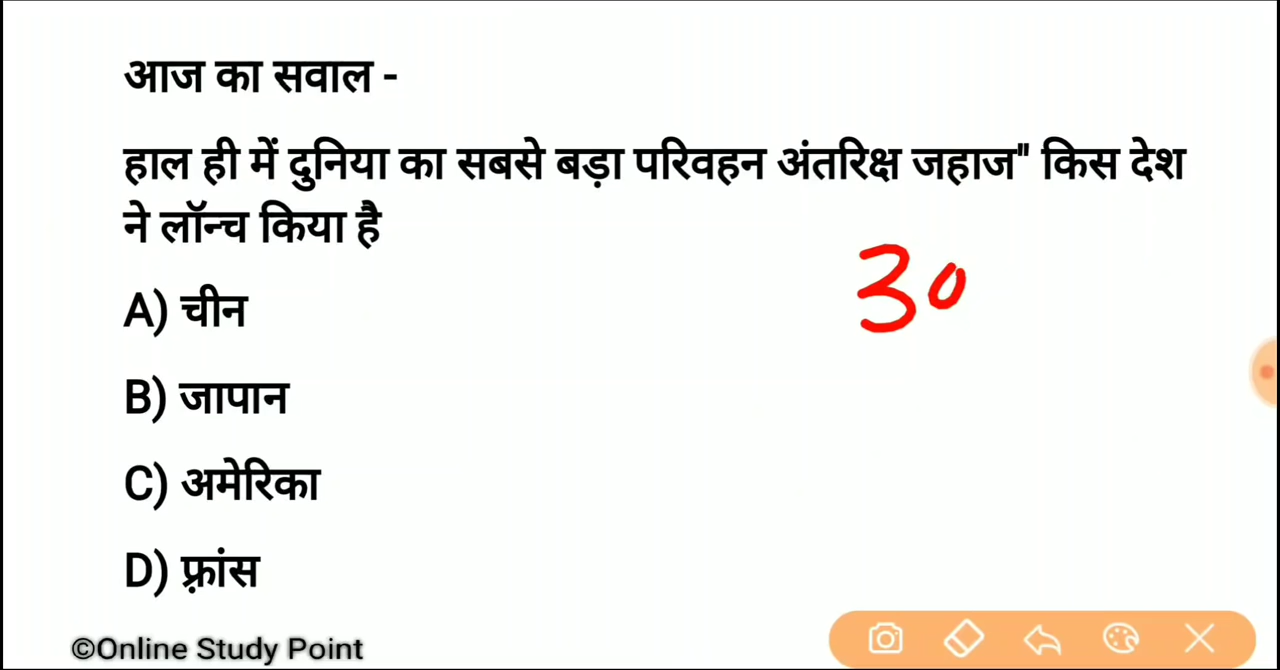 आज का सवाल -
हाल ही में दुनिया का सबसे बड़ा परिवहन अंतरिक्ष जहाज" किस देश
ने लॉन्च किया है
30
A) चीन
B) जापान
C) अमेरिका
D) फ़्रांस
©Online Study Point